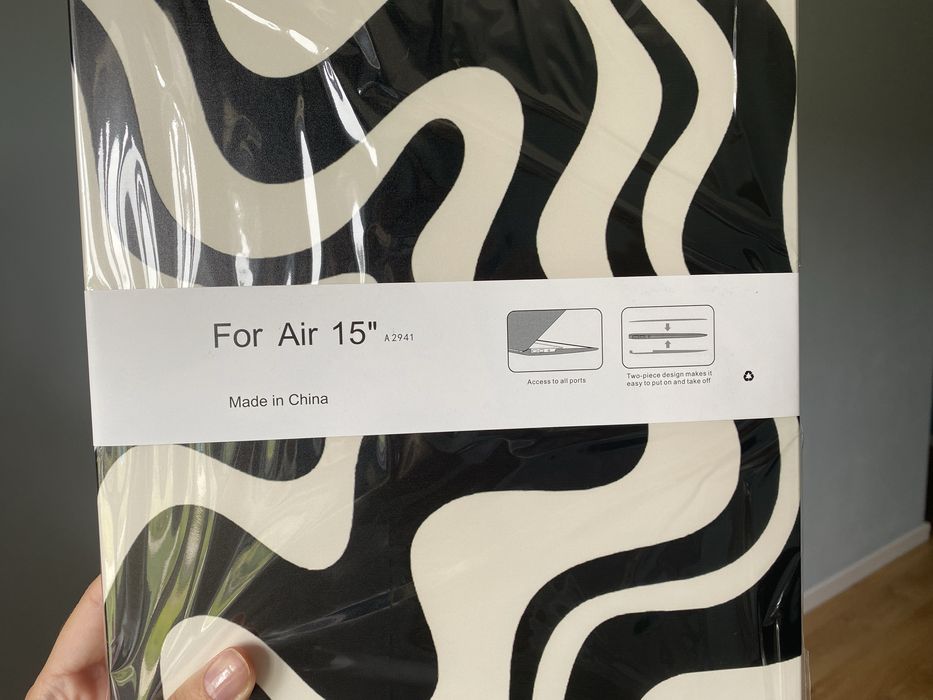 For Air 15" A2941
Made in China
Access to all ports
Two-piece design makes it
easy to put on and take off